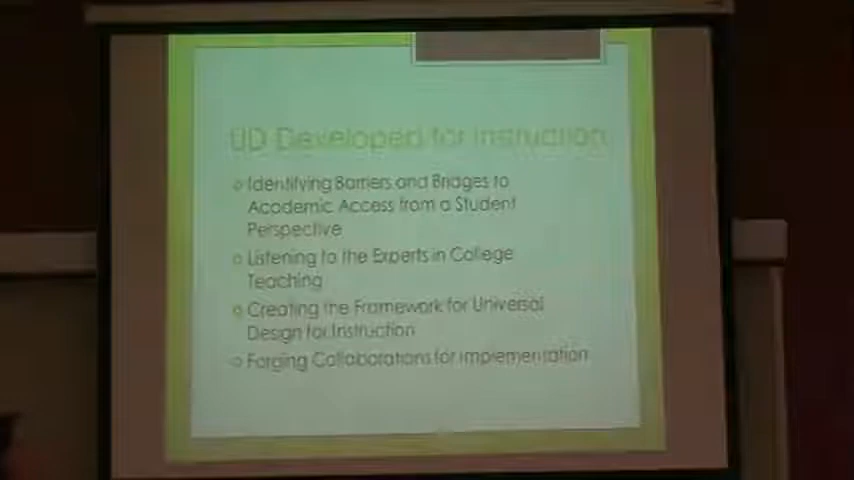 UD Developed for Instruction
Identifying Barriers and Bridges to
Academic Access from a Student
Perspective
Listening to the Experts in College
Teaching
Creating the Framework for Universal
Design for Instruction
Forging Collaborations for Implementation